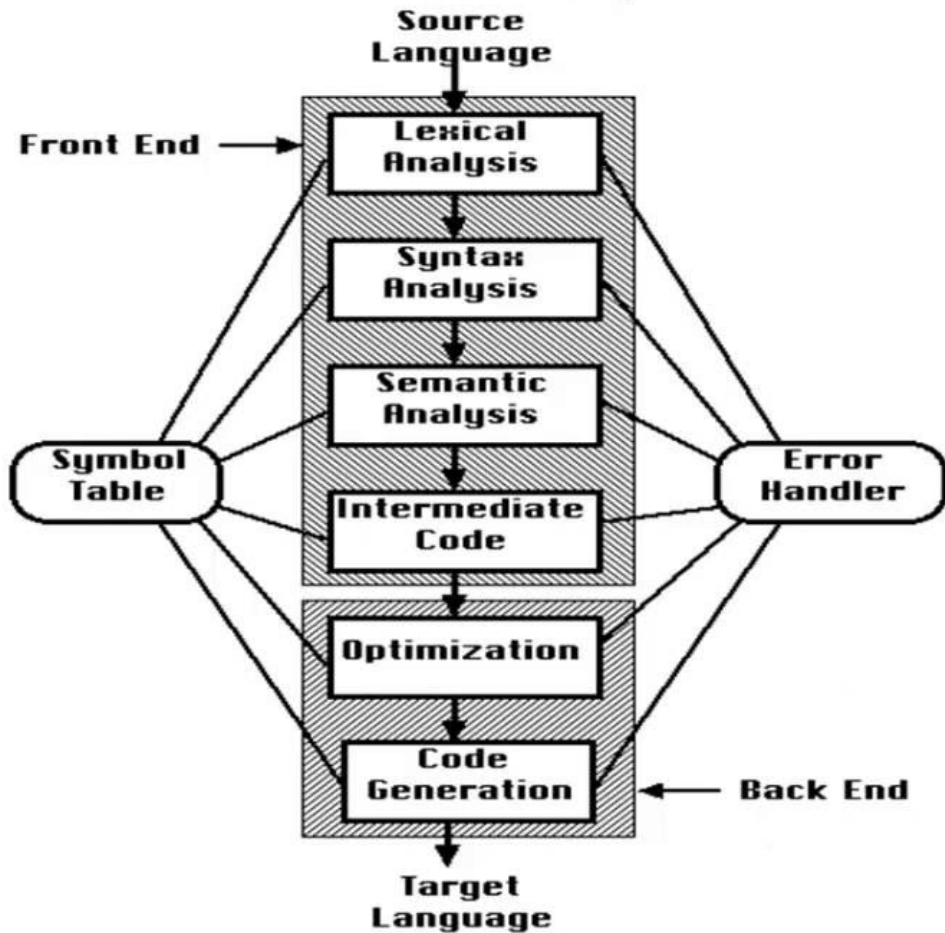 Source
Language
Front End
Lexical
Analysis
Syntax
Analysis
Semantic
Analysis
Symbol
Table
Error
Handler
Intermediate
Code
Optimization
Code
Generation
Back End
Target
Language